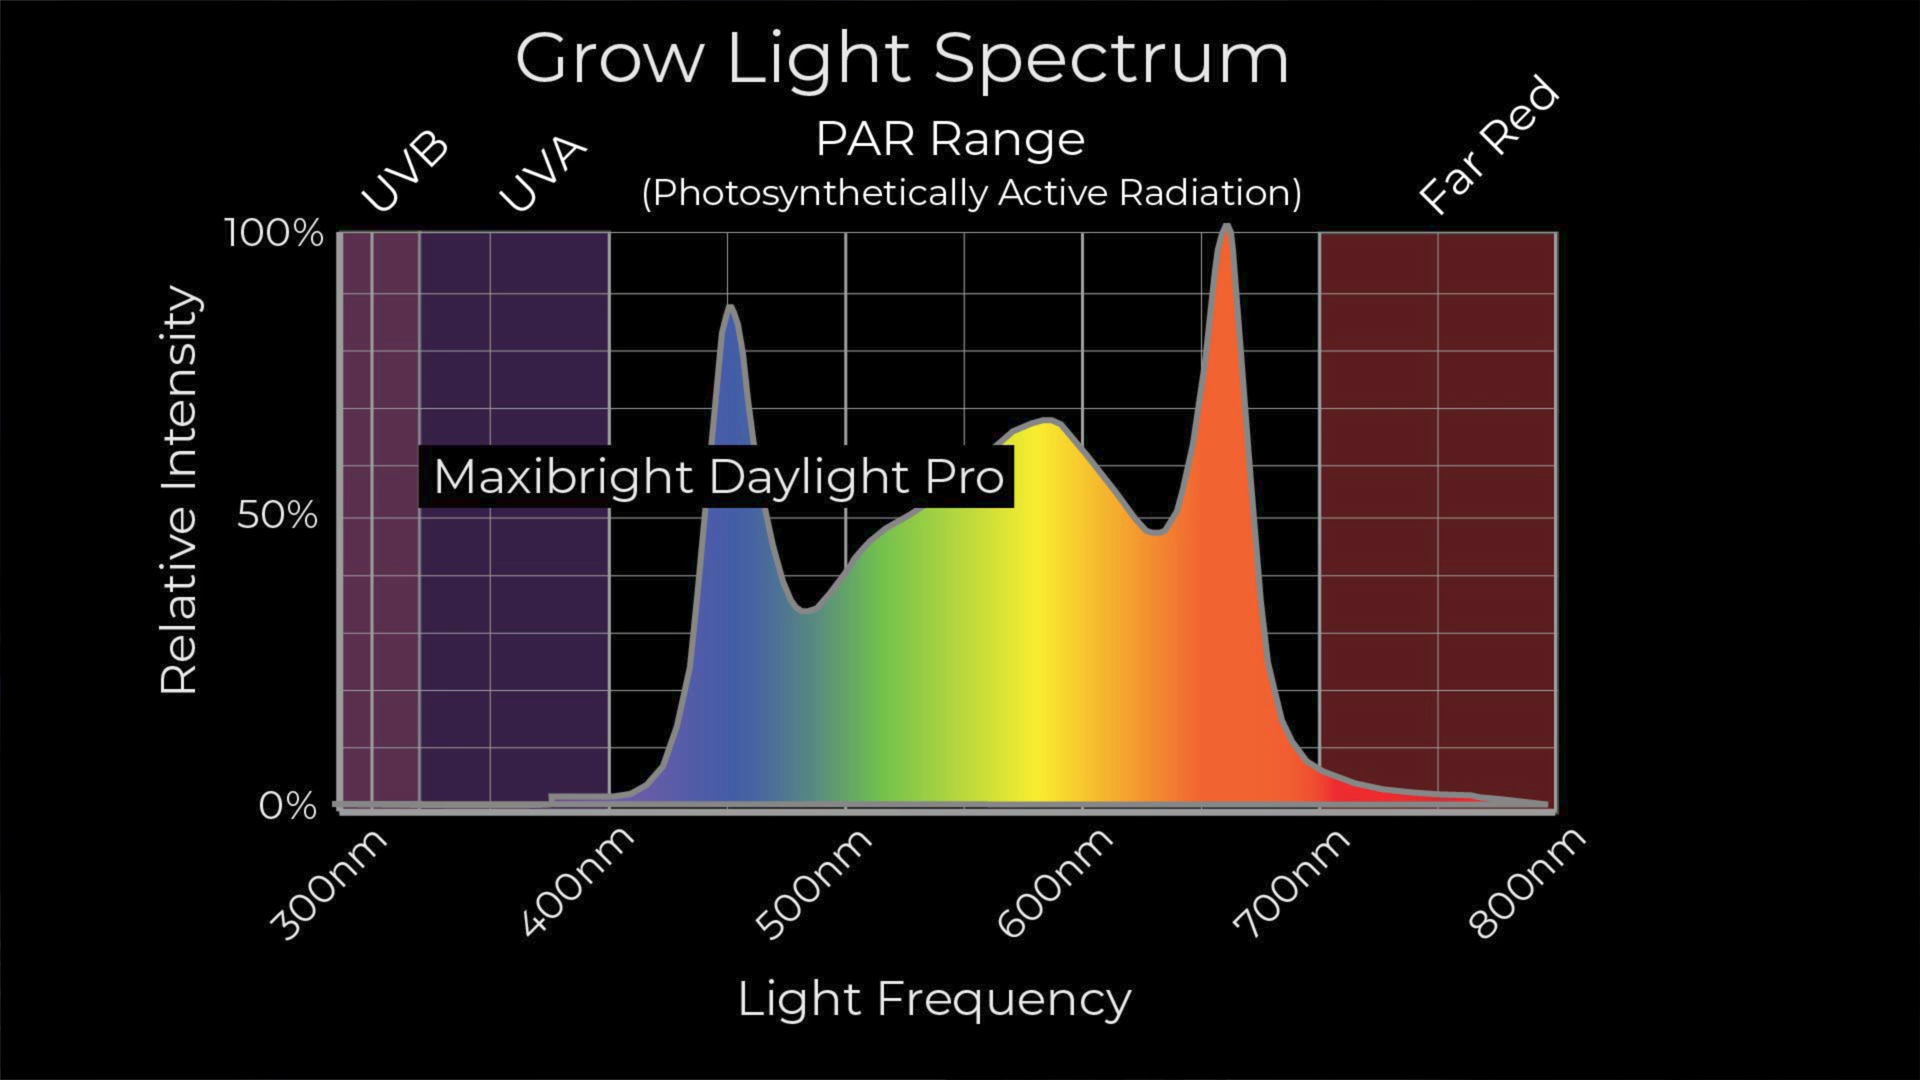 Grow Light Spectrum
PAR Range
(Photosynthetically Active Radiation)
UVB
UVA
Far Red
100%
50%
0%
Relative Intensity
Maxibright Daylight Pro
300nm
400nm
500nm
600nm
700nm
800nm
Light Frequency